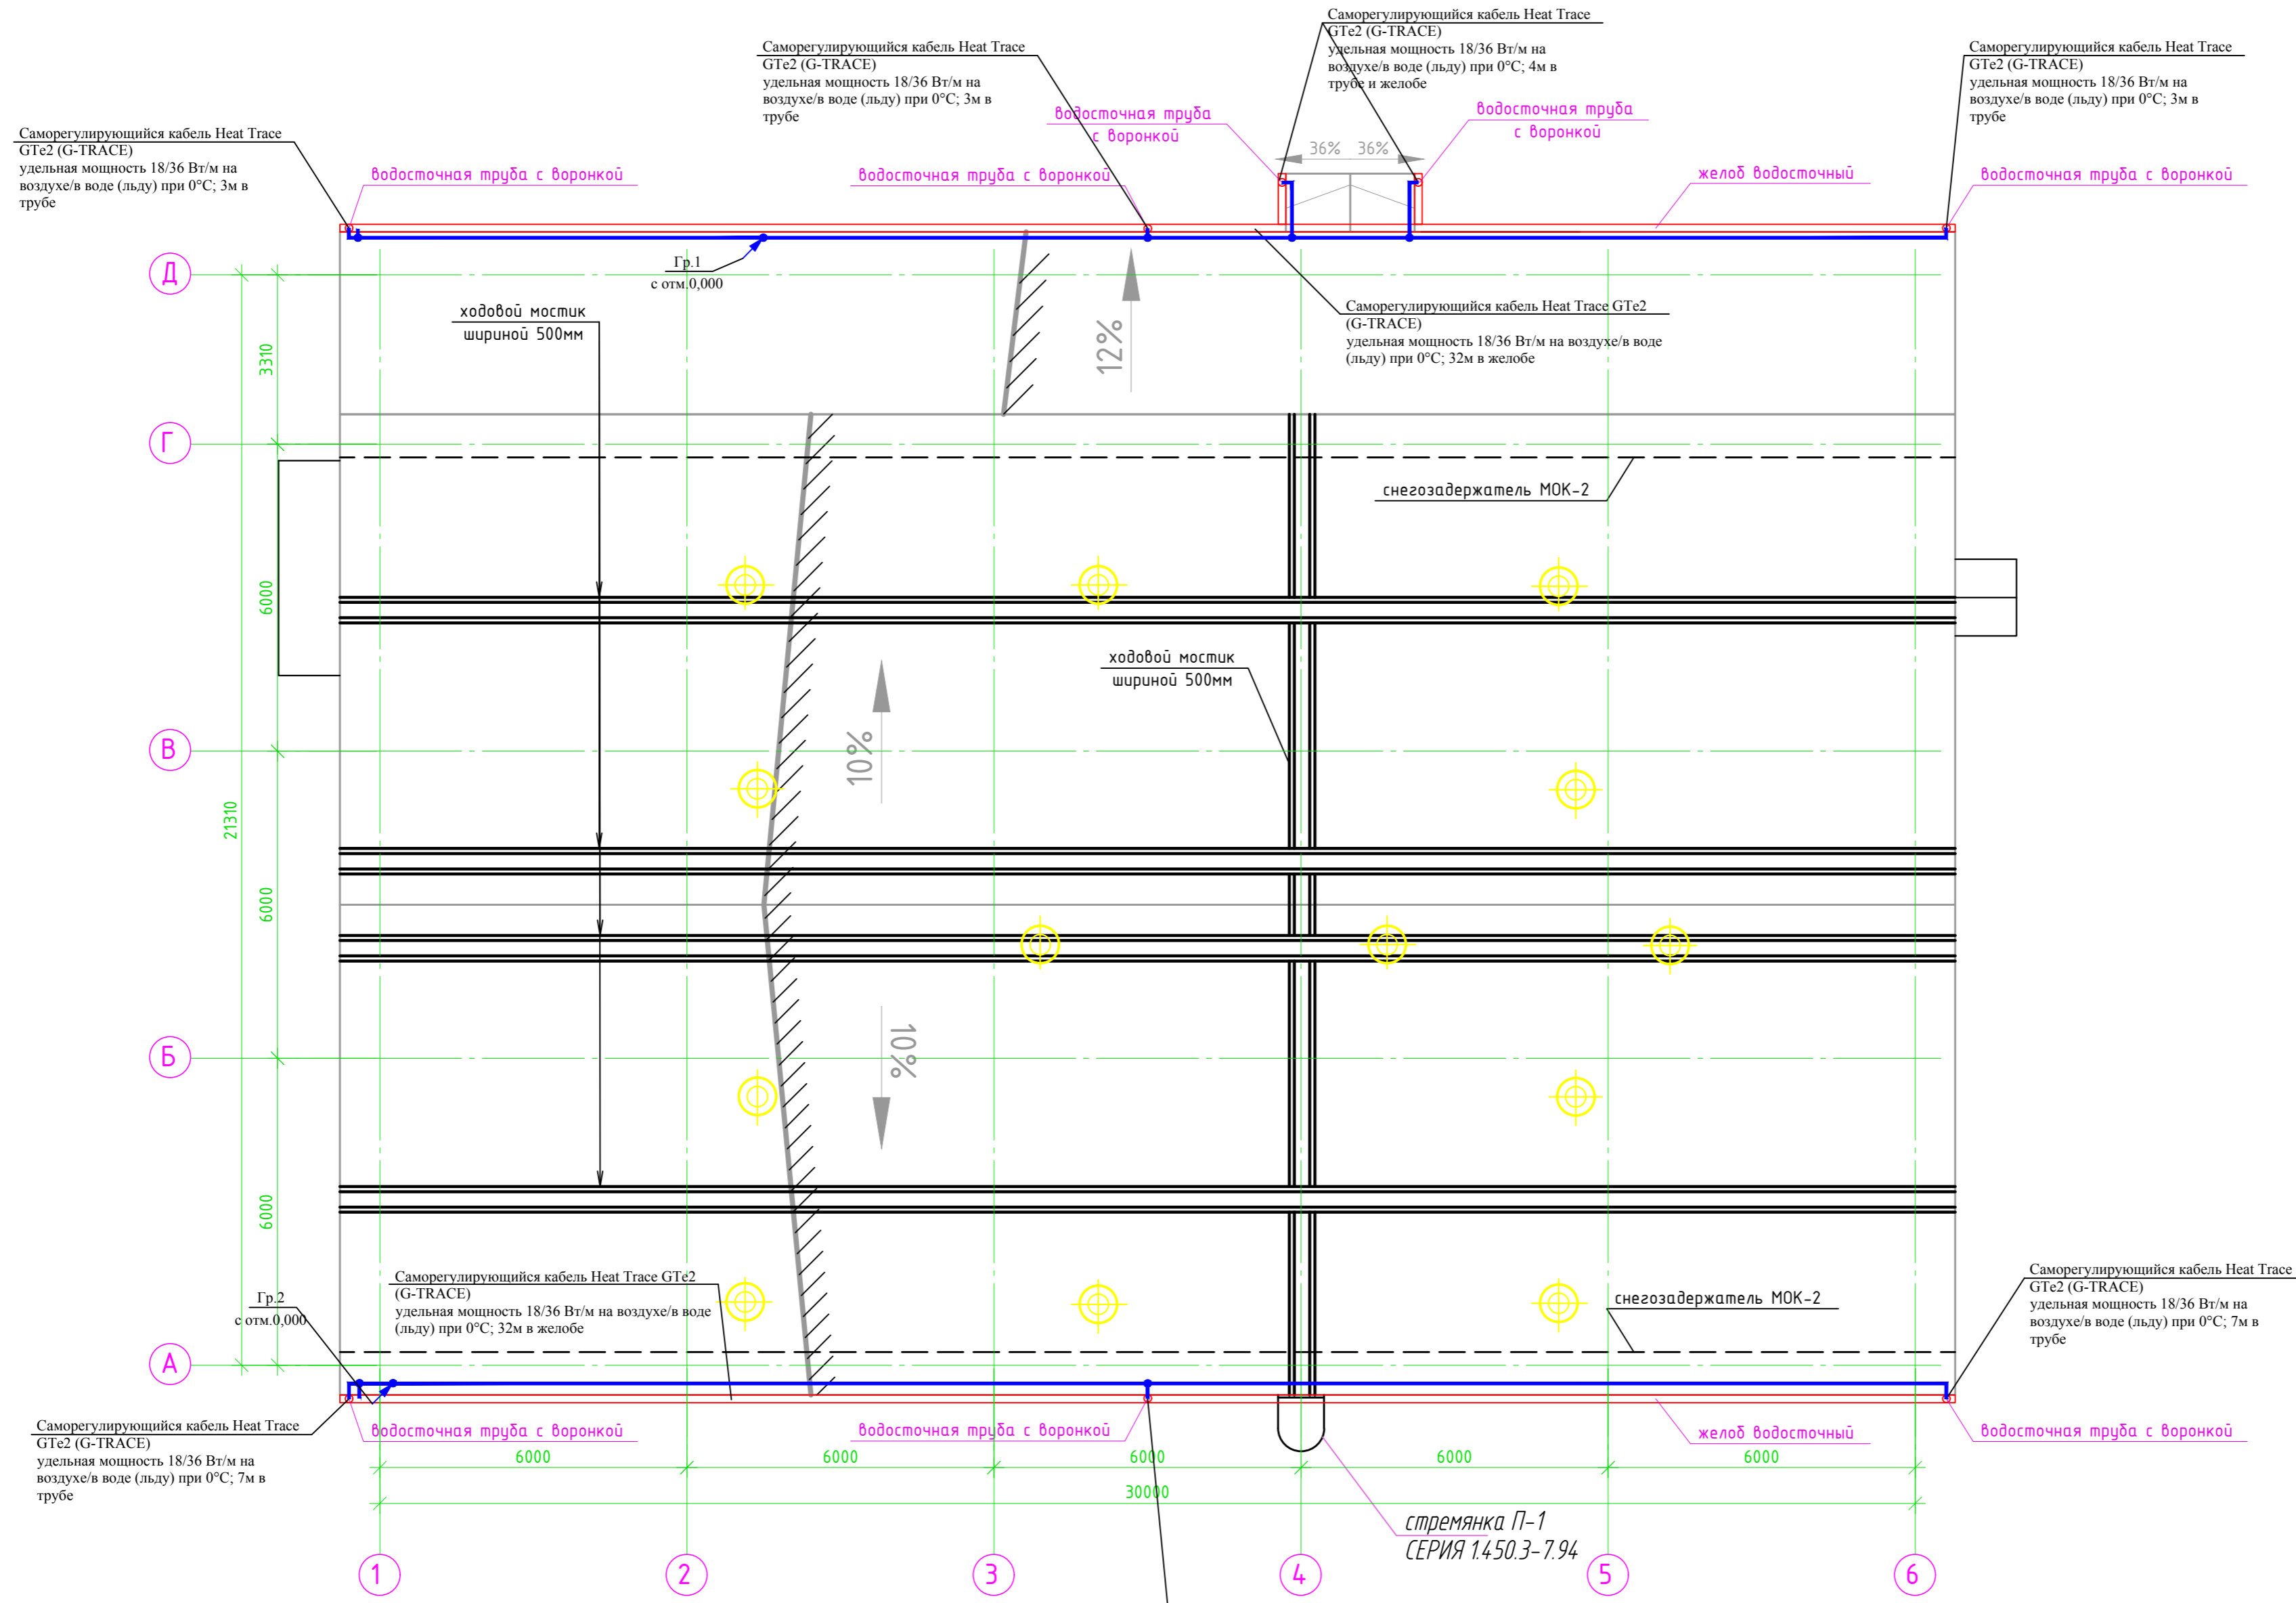 Саморегулирующийся кабель Heat Trace
GTe2 (G-TRACE)
удельная мощность 18/36 Вт/м на
воздухе/в воде (льду) при 0°C; 4м в
трубе и желобе
Саморегулирующийся кабель Heat Trace
GTe2 (G-TRACE)
удельная мощность 18/36 Вт/м на
воздухе/в воде (льду) при 0°C; 3м в
трубе
Саморегулирующийся кабель Heat Trace
GTe2 (G-TRACE)
удельная мощность 18/36 Вт/м на
воздухе/в воде (льду) при 0°C; 3м в
трубе
Саморегулирующийся кабель Heat Trace
GTe2 (G-TRACE)
удельная мощность 18/36 Вт/м на
воздухе/в воде (льду) при 0°C; 3м в
трубе
водосточная труба
с воронкой
водосточная труба
с воронкой
36% 36%
водосточная труба с воронкой
водосточная труба с воронкой
желоб водосточный
водосточная труба с воронкой
Гр.1
с отм.0,000
Д
ходовой мостик
шириной 500мм
12%
Саморегулирующийся кабель Heat Trace GTe2
(G-TRACE)
удельная мощность 18/36 Вт/м на воздухе/в воде
(льду) при 0°C; 32м в желобе
3310
Г
снегозадержатель МОК-2
6000
ходовой мостик
шириной 500мм
В
10%
21310
6000
10%
Б
6000
Саморегулирующийся кабель Heat Trace GTe2
(G-TRACE)
удельная мощность 18/36 Вт/м на воздухе/в воде
(льду) при 0°C; 32м в желобе
Гр.2
с отм.0,000
снегозадержатель МОК-2
Саморегулирующийся кабель Heat Trace
GTe2 (G-TRACE)
удельная мощность 18/36 Вт/м на
воздухе/в воде (льду) при 0°C; 7м в
трубе
А
Саморегулирующийся кабель Heat Trace
GTe2 (G-TRACE)
удельная мощность 18/36 Вт/м на
воздухе/в воде (льду) при 0°C; 7м в
трубе
водосточная труба с воронкой
водосточная труба с воронкой
желоб водосточный
водосточная труба с воронкой
6000 6000 6000 6000 6000
30000
стремянка П-1
СЕРИЯ 1.450.3-7.94
1 2 3 4 5 6